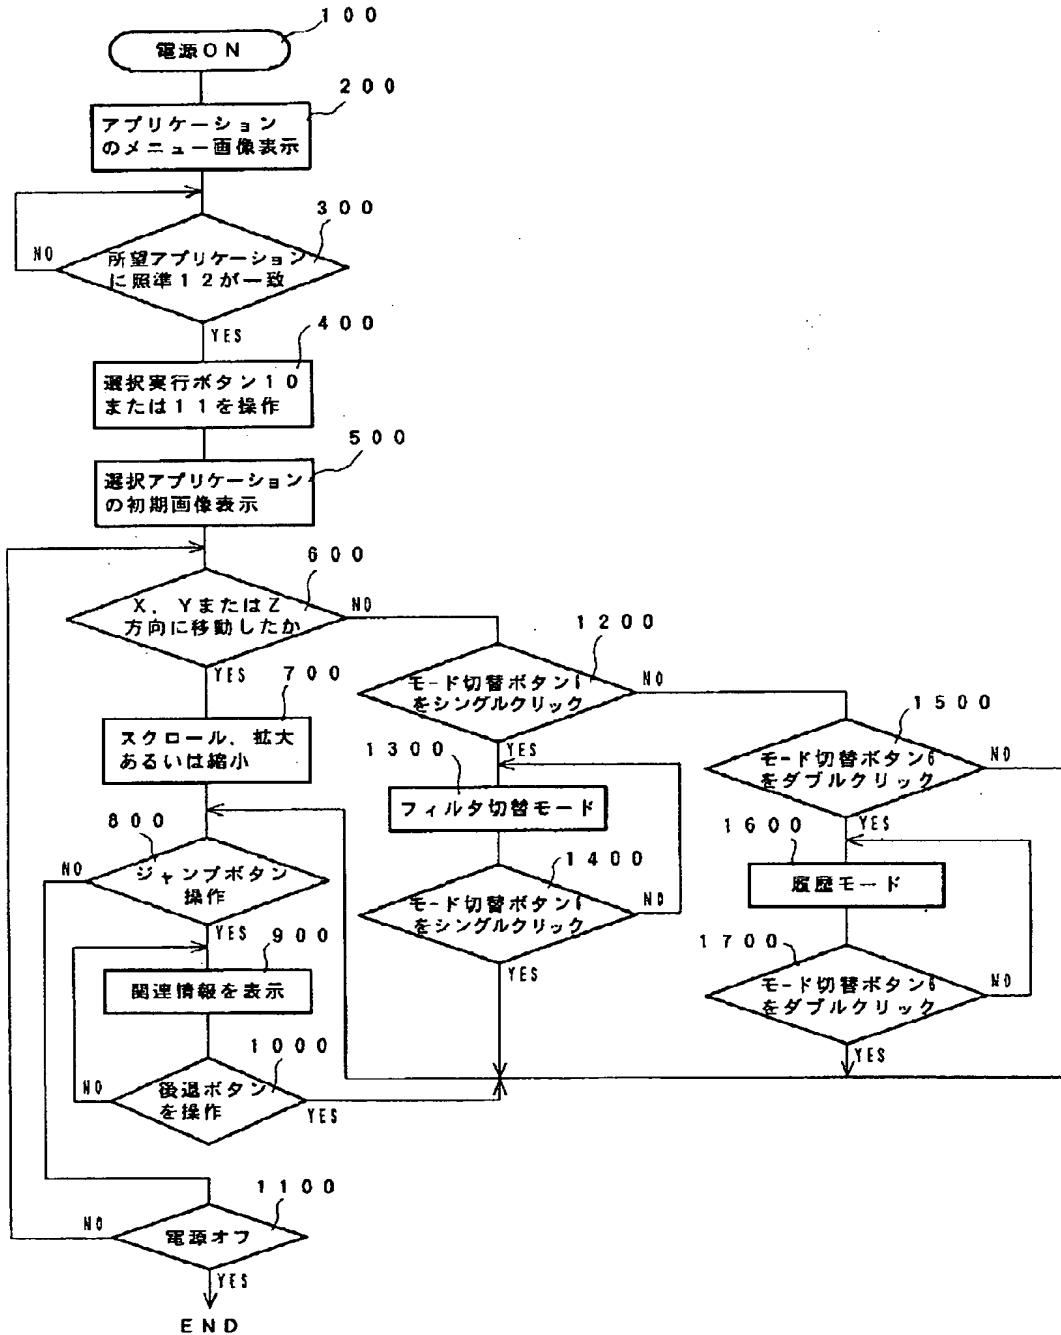 100
電源ON
200
アプリケーション
のメニュー画像表示
300
NO
所望アプリケーション
に照準12が一致
YES
400
選択実行ボタン10
または11を操作
500
選択アプリケーション
の初期画像表示
600
X，YまたはZ
方向に移動したか
NO
YES
1200
モード切替ボタン6
をシングルクリック
NO
YES
700
スクロール，拡大
あるいは縮小
1300
フィルタ切替モード
1500
モード切替ボタン6
をダブルクリック
NO
YES
800
NO
ジャンプボタン
操作
YES
1400
モード切替ボタン6
をシングルクリック
NO
YES
1600
履歴モード
900
関連情報を表示
1700
モード切替ボタン6
をダブルクリック
NO
YES
1000
後退ボタン
を操作
NO
YES
1100
NO
電源オフ
YES
END